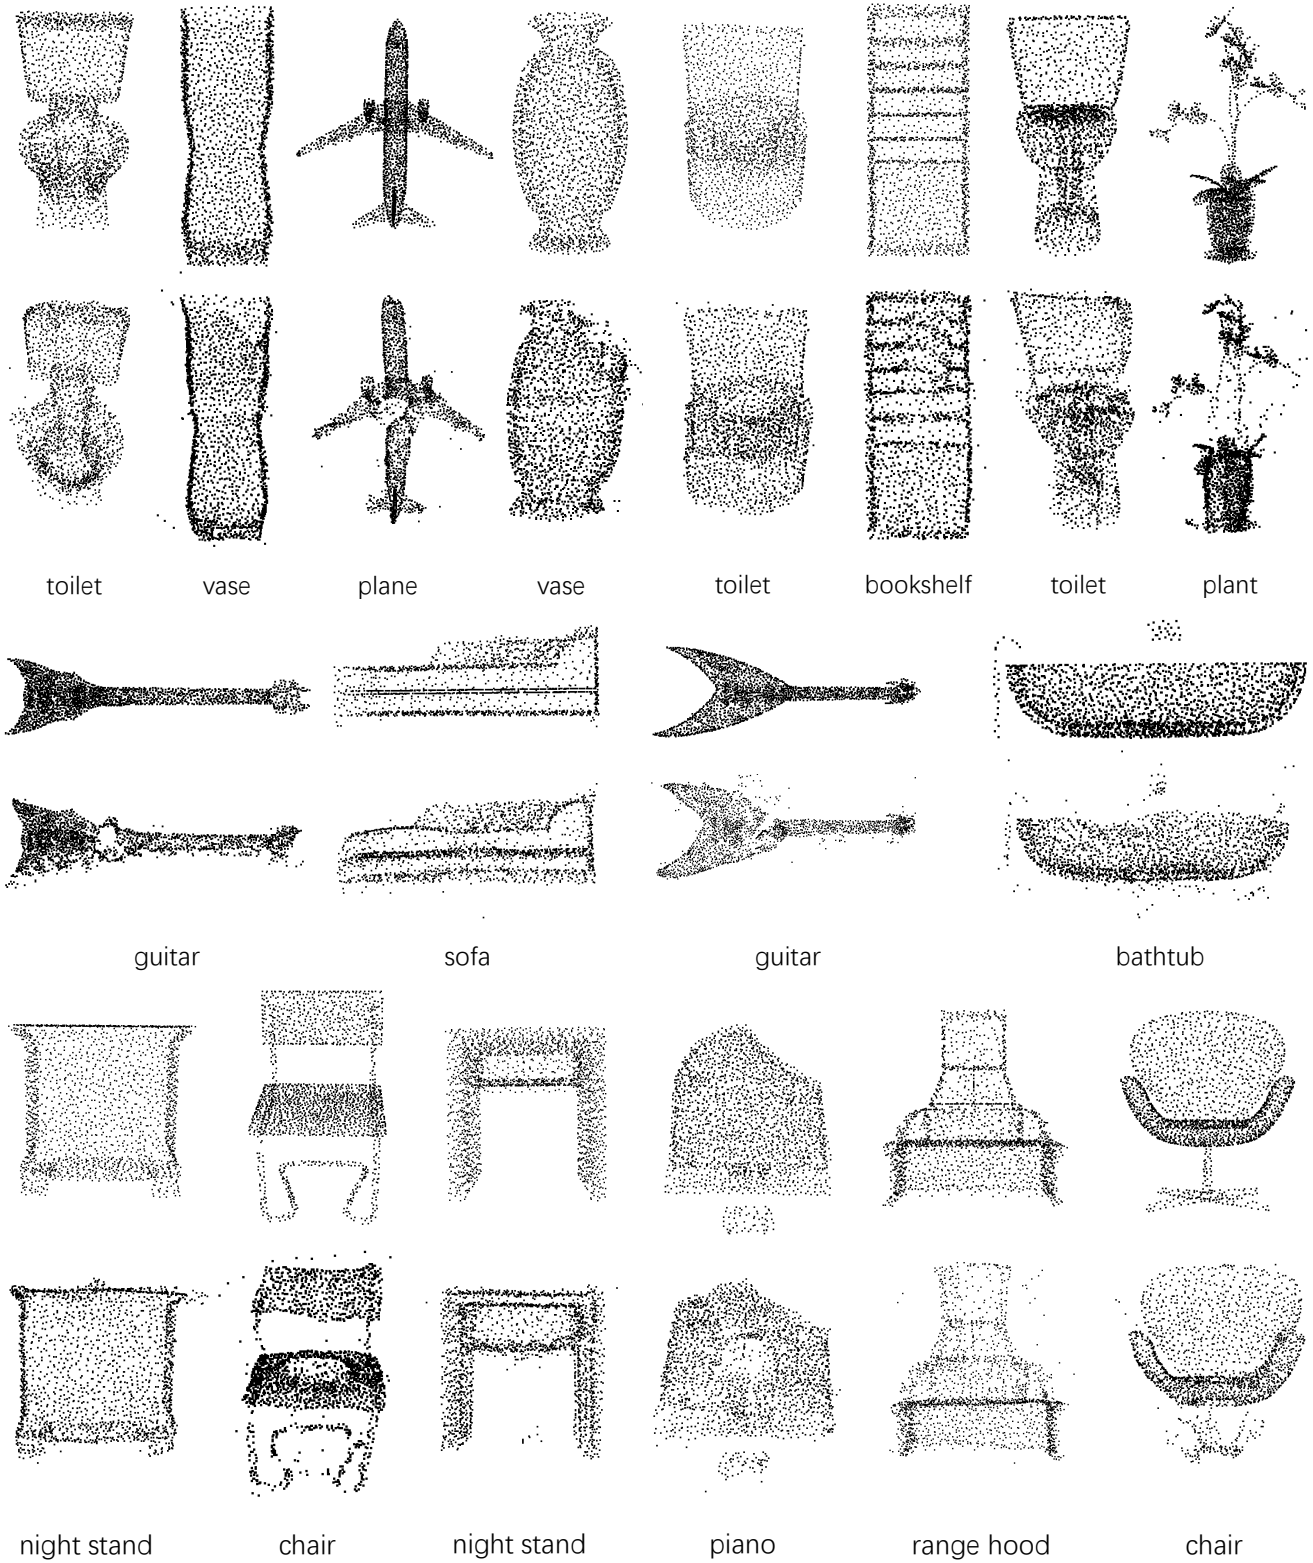 toilet vase plane vase toilet bookshelf toilet plant
guitar sofa guitar bathtub
night stand chair night stand piano range hood chair